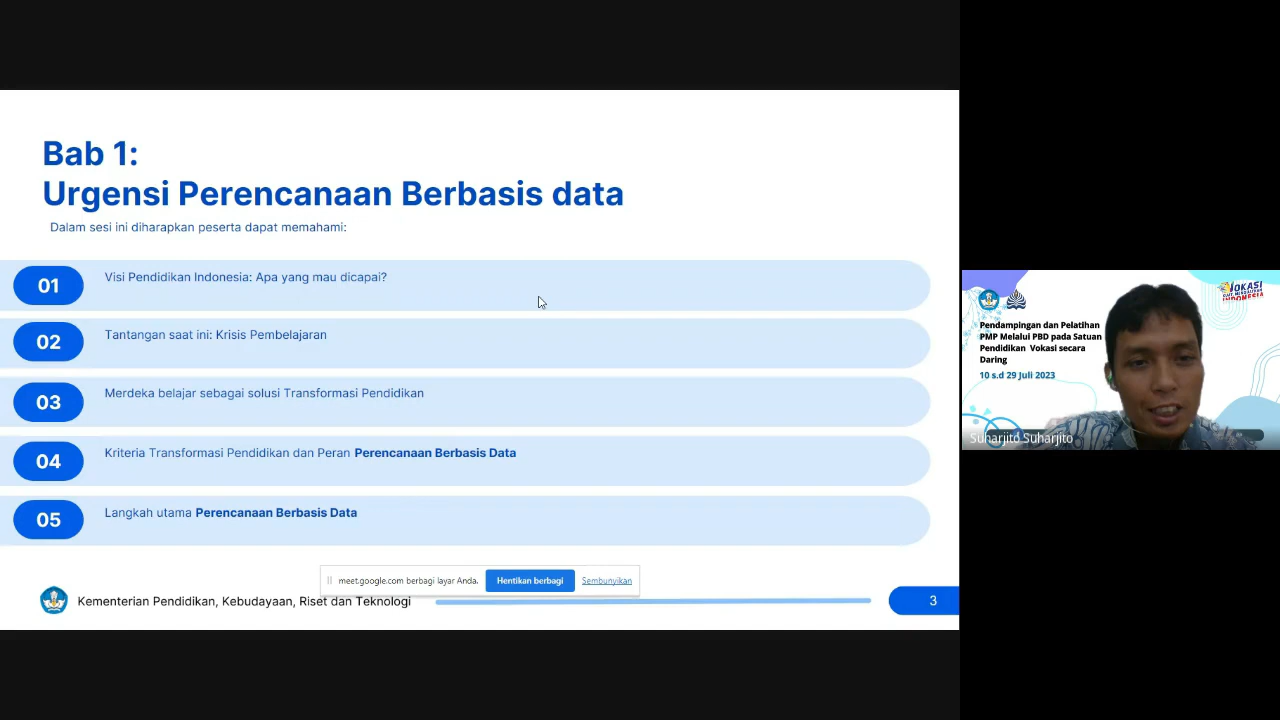 Bab 1:
Urgensi Perencanaan Berbasis data
Dalam sesi ini diharapkan peserta dapat memahami:
01
Visi Pendidikan Indonesia: Apa yang mau dicapai?
02
Tantangan saat ini: Krisis Pembelajaran
03
Merdeka belajar sebagai solusi Transformasi Pendidikan
04
Kriteria Transformasi Pendidikan dan Peran Perencanaan Berbasis Data
05
Langkah utama Perencanaan Berbasis Data
meet.google.com berbagi layar Anda.
Hentikan berbagi
Sembunyikan
Kementerian Pendidikan, Kebudayaan, Riset dan Teknologi
3
VOKASI
INDONESIA
Pendampingan dan Pelatihan
PMP Melalui PBD pada Satuan
Pendidikan Vokasi secara
Daring
10 s.d 29 Juli 2023
Suharjito Suharjito